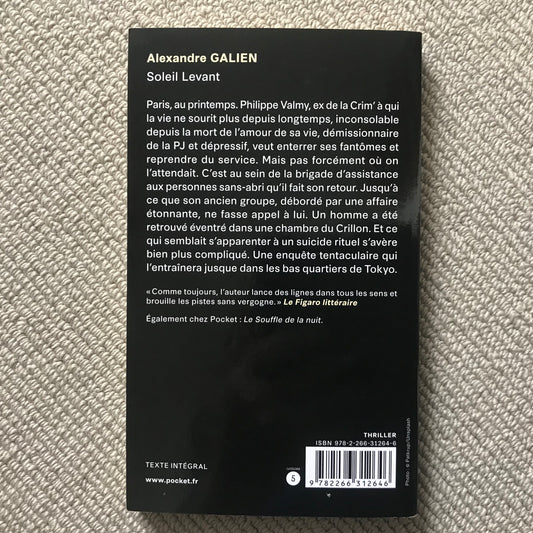 Alexandre GALIEN
Soleil Levant
Paris, au printemps. Philippe Valmy, ex de la Crim' à qui
la vie ne sourit plus depuis longtemps, inconsolable
depuis la mort de l'amour de sa vie, démissionnaire
de la PJ et dépressif, veut enterrer ses fantômes et
reprendre du service. Mais pas forcément où on
l'attendait. C'est au sein de la brigade d'assistance
aux personnes sans-abri qu'il fait son retour. Jusqu'à
ce que son ancien groupe, débordé par une affaire
étonnante, ne fasse appel à lui. Un homme a été
retrouvé éventré dans une chambre du Crillon. Et ce
qui semblait s'apparenter à un suicide rituel s'avère
bien plus compliqué. Une enquête tentaculaire qui
l'entraînera jusque dans les bas quartiers de Tokyo.
« Comme toujours, l'auteur lance des lignes dans tous les sens et
brouille les pistes sans vergogne. » Le Figaro littéraire
Également chez Pocket : Le Souffle de la nuit.
THRILLER
ISBN 978-2-266-31264-6
TEXTE INTÉGRAL
www.pocket.fr
5
9 782266 312646